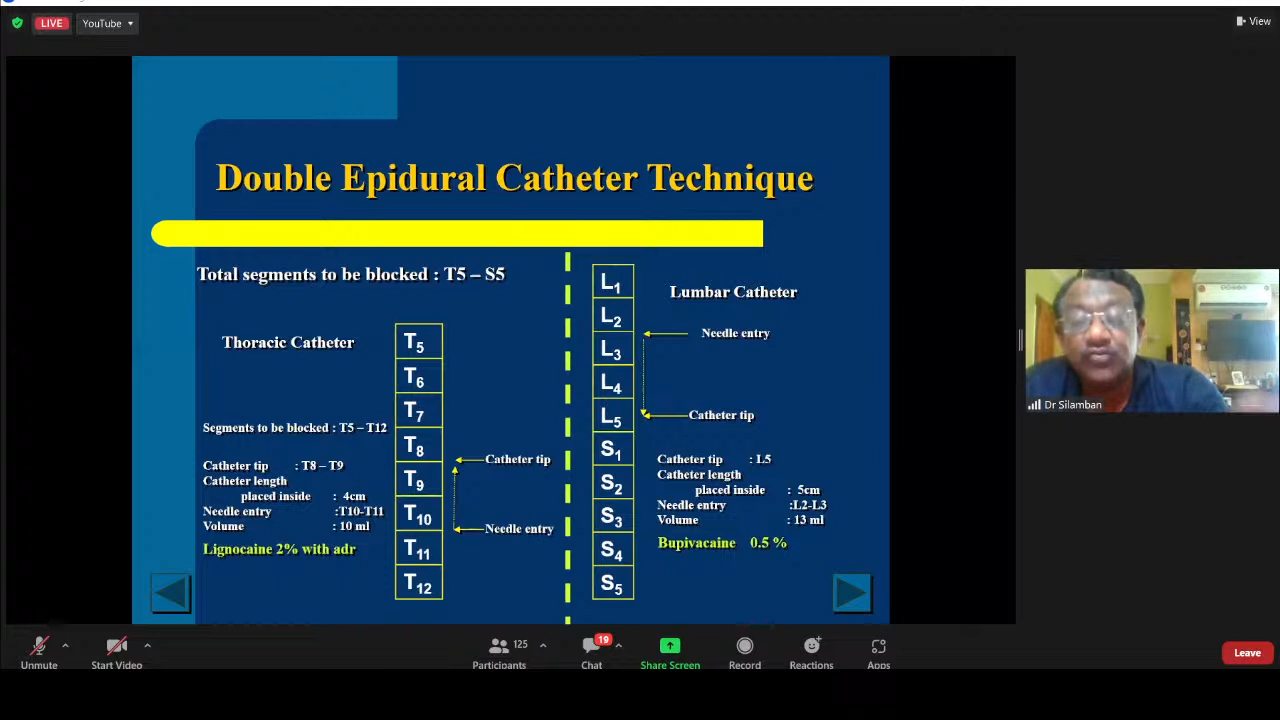 LIVE
YouTube
View
Double Epidural Catheter Technique
Total segments to be blocked : T5 – S5
Thoracic Catheter
T5
T6
T7
T8
T9
T10
T11
T12
Segments to be blocked : T5 – T12
Catheter tip : T8 – T9
Catheter length
placed inside : 4cm
Needle entry :T10-T11
Volume : 10 ml
Lignocaine 2% with adr
Catheter tip
Needle entry
L1
L2
L3
L4
L5
S1
S2
S3
S4
S5
Lumbar Catheter
Needle entry
Catheter tip
Catheter tip : L5
Catheter length
placed inside : 5cm
Needle entry :L2-L3
Volume : 13 ml
Bupivacaine 0.5 %
Dr Silamban
Unmute
Start Video
125
Participants
19
Chat
Share Screen
Record
Reactions
Apps
Leave